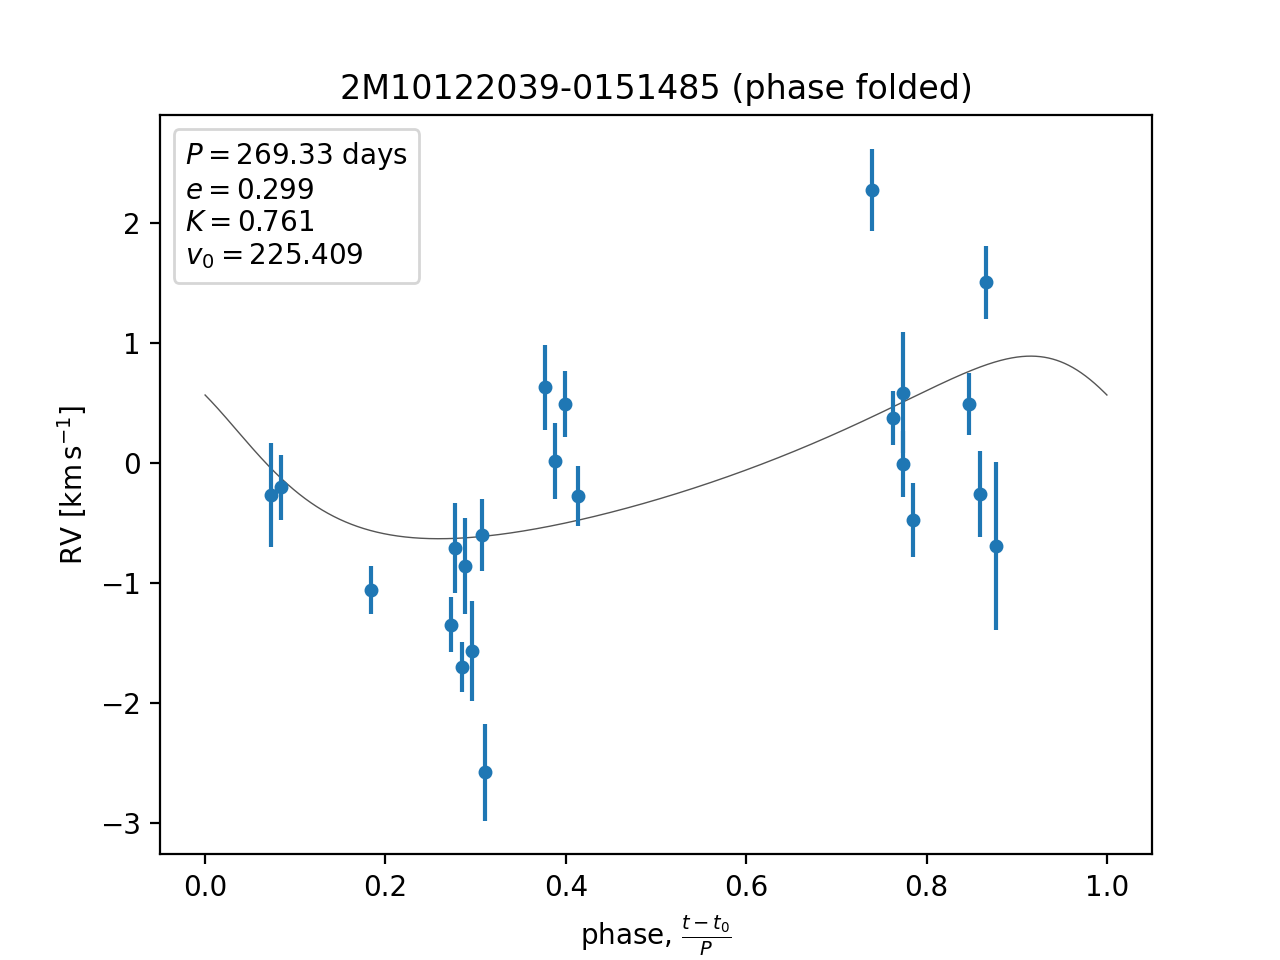 2M10122039-0151485 (phase folded)
P = 269.33 days
e = 0.299
K = 0.761
v₀ = 225.409
2
1
0
−1
−2
−3
RV [km s⁻¹]
0.0 0.2 0.4 0.6 0.8 1.0
phase, (t − t₀)/P